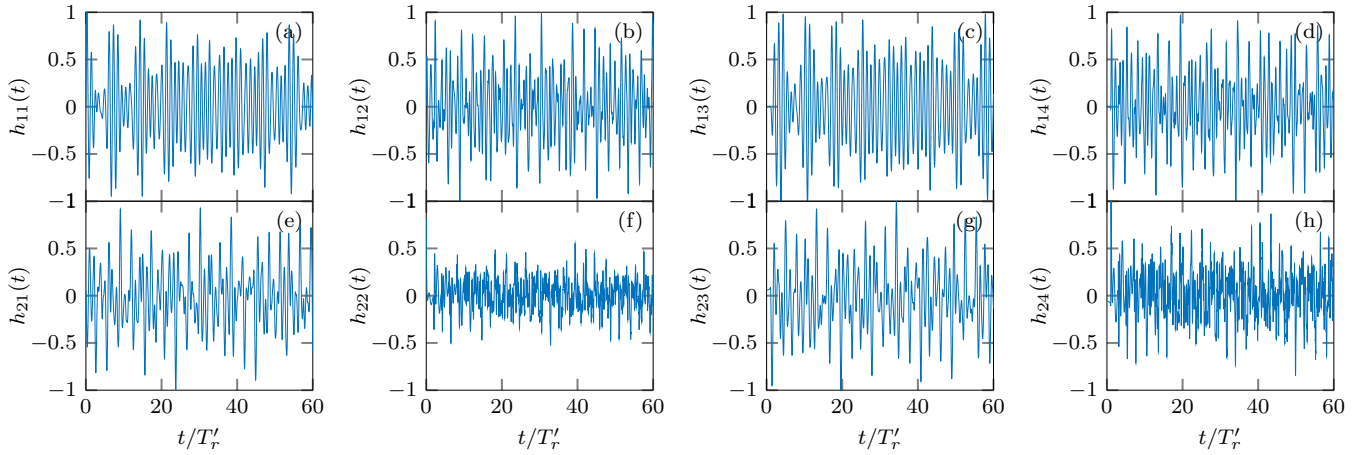 1 (a) 1 (b) 1 (c) 1 (d)
0.5 0.5 0.5 0.5
h₁₁(t) 0 h₁₂(t) 0 h₁₃(t) 0 h₁₄(t) 0
−0.5 −0.5 −0.5 −0.5
−1 −1 −1 −1
1 (e) 1 (f) 1 (g) 1 (h)
0.5 0.5 0.5 0.5
h₂₁(t) 0 h₂₂(t) 0 h₂₃(t) 0 h₂₄(t) 0
−0.5 −0.5 −0.5 −0.5
−1 −1 −1 −1
0 20 40 60 0 20 40 60 0 20 40 60 0 20 40 60
t/T′ᵣ t/T′ᵣ t/T′ᵣ t/T′ᵣ